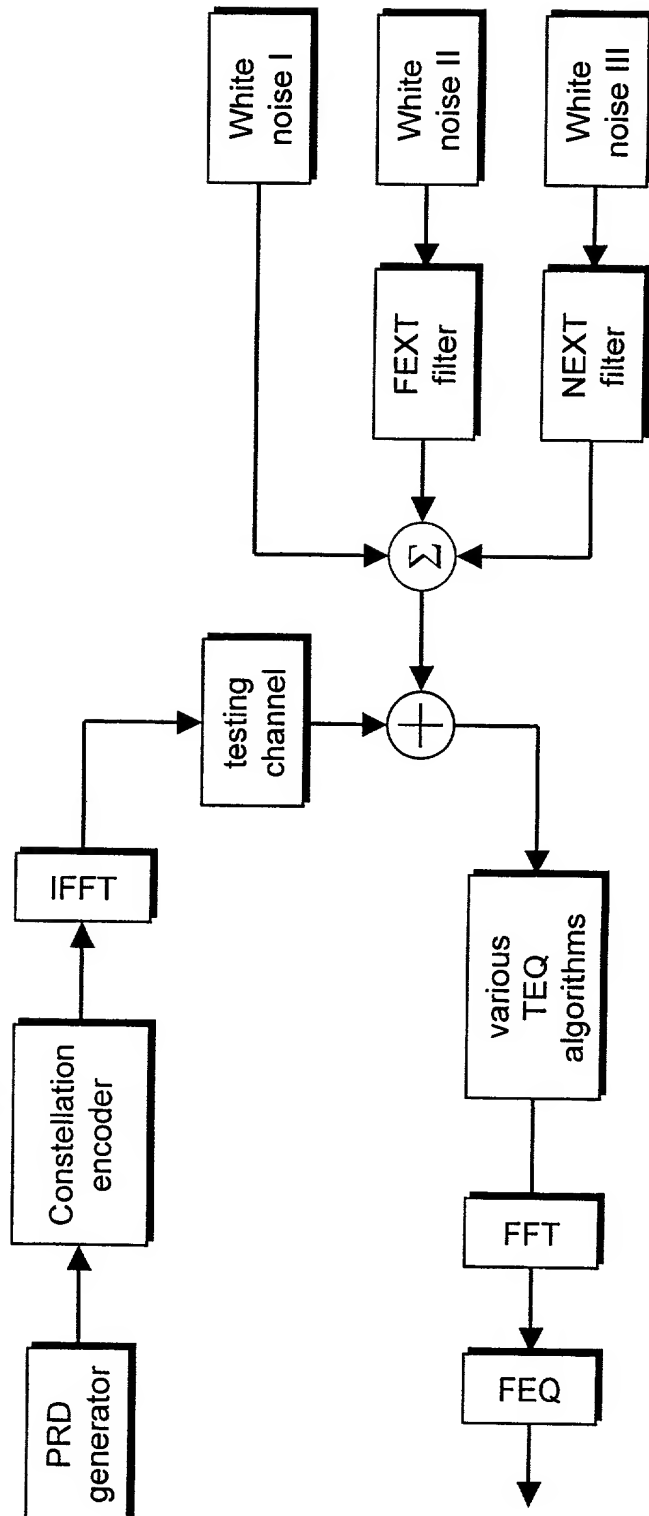 PRD
generator
Constellation
encoder
IFFT
testing
channel
White
noise I
White
noise II
White
noise III
FEXT
filter
NEXT
filter
Σ
+
various
TEQ
algorithms
FFT
FEQ